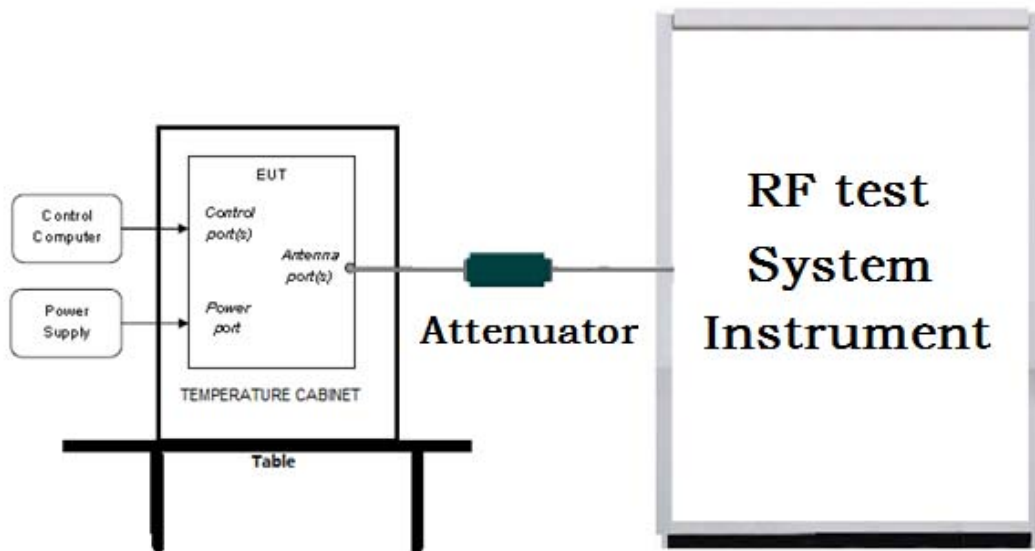 EUT
Control
port(s)
Control
Computer
Antenna
port(s)
Power
Supply
Power
port
TEMPERATURE CABINET
Table
Attenuator
RF test
System
Instrument